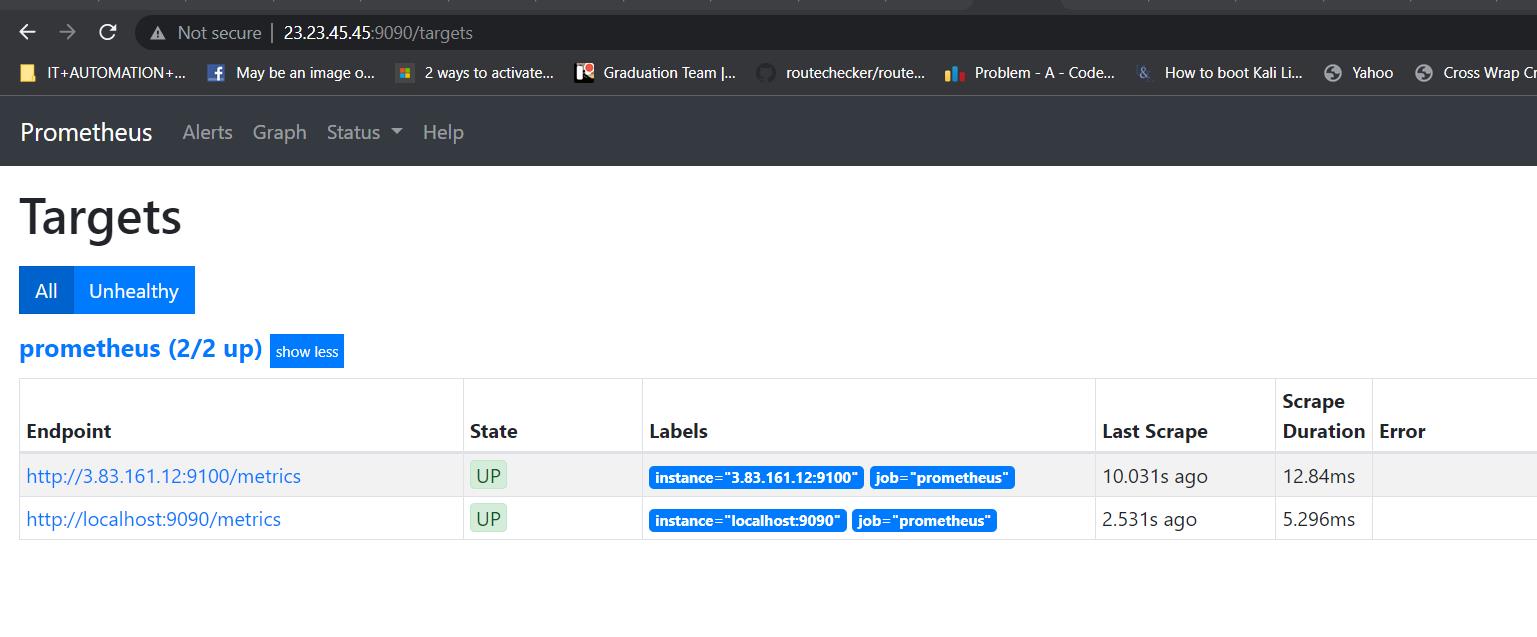 Not secure | 23.23.45.45:9090/targets
IT+AUTOMATION+... May be an image o... 2 ways to activate... Graduation Team |... routechecker/route... Problem - A - Code... & How to boot Kali Li... Yahoo Cross Wrap Cr
Prometheus Alerts Graph Status Help
Targets
All Unhealthy
prometheus (2/2 up) show less
Endpoint State Labels Last Scrape Scrape Duration Error
http://3.83.161.12:9100/metrics UP instance="3.83.161.12:9100" job="prometheus" 10.031s ago 12.84ms
http://localhost:9090/metrics UP instance="localhost:9090" job="prometheus" 2.531s ago 5.296ms